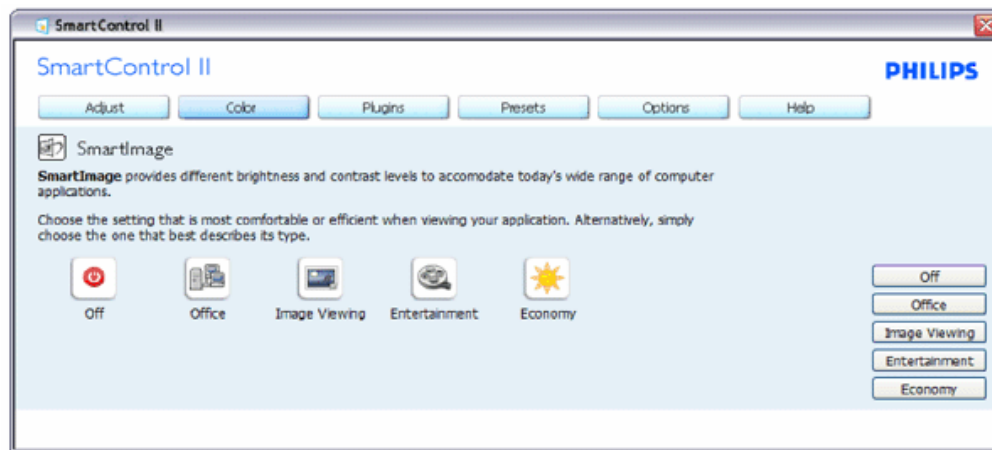 SmartControl II
SmartControl II
PHILIPS
Adjust
Color
Plugins
Presets
Options
Help
SmartImage
SmartImage provides different brightness and contrast levels to accomodate today's wide range of computer
applications.
Choose the setting that is most comfortable or efficient when viewing your application. Alternatively, simply
choose the one that best describes its type.
Off
Office
Image Viewing
Entertainment
Economy
Off
Office
Image Viewing
Entertainment
Economy